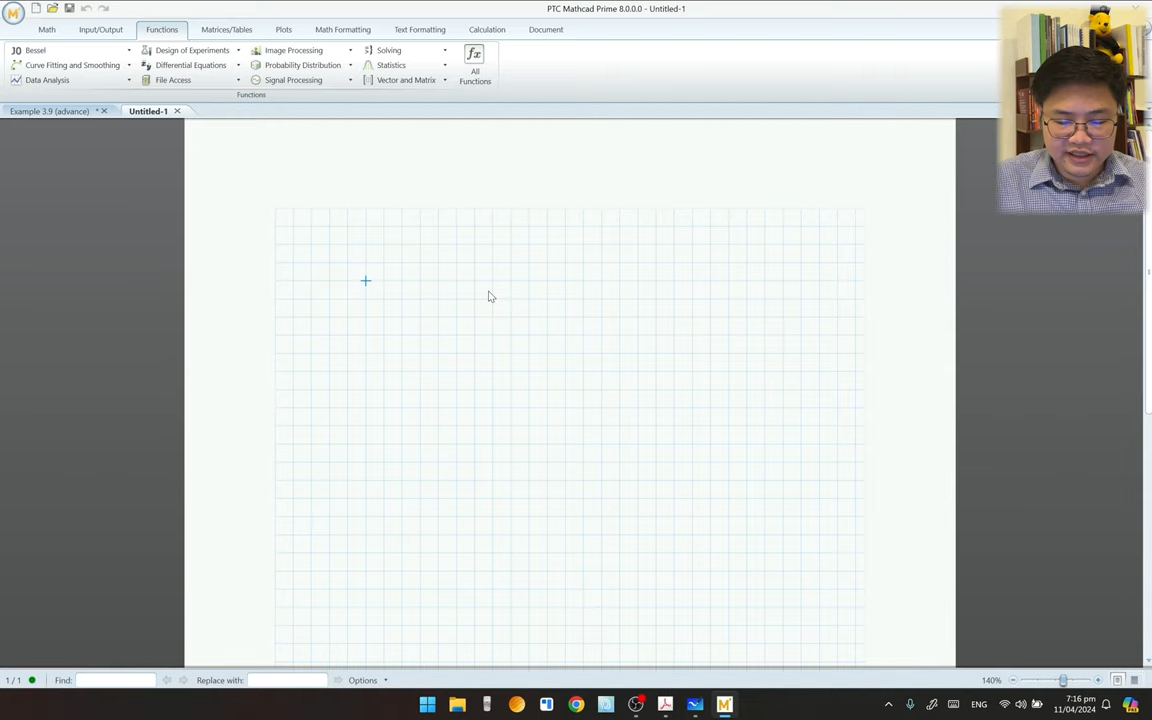 PTC Mathcad Prime 8.0.0.0 - Untitled-1
Math Input/Output Functions Matrices/Tables Plots Math Formatting Text Formatting Calculation Document
Bessel Design of Experiments Image Processing Solving
Curve Fitting and Smoothing Differential Equations Probability Distribution Statistics
Data Analysis File Access Signal Processing Vector and Matrix
All
Functions
Functions
Example 3.9 (advance) * Untitled-1
1 / 1 Find: Replace with: Options 140%
ENG 7:16 pm
11/04/2024